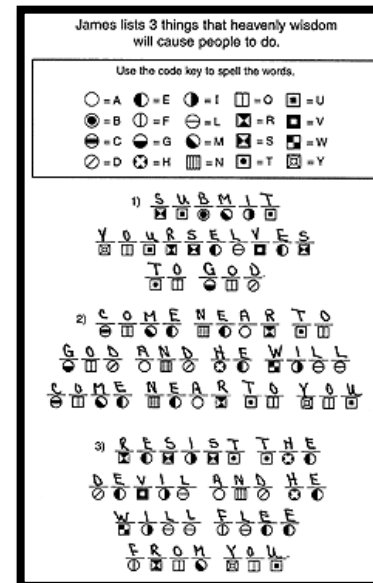 James lists 3 things that heavenly wisdom
will cause people to do.
Use the code key to spell the words.
=A =E =I =O =U
=B =F =L =R =V
=C =G =M =S =W
=D =H =N =T =Y
1) SUBMIT
YOURSELVES
TO GOD.
2) COME NEAR TO
GOD AND HE WILL
COME NEAR TO YOU
3) RESIST THE
DEVIL AND HE
WILL FLEE
FROM YOU.